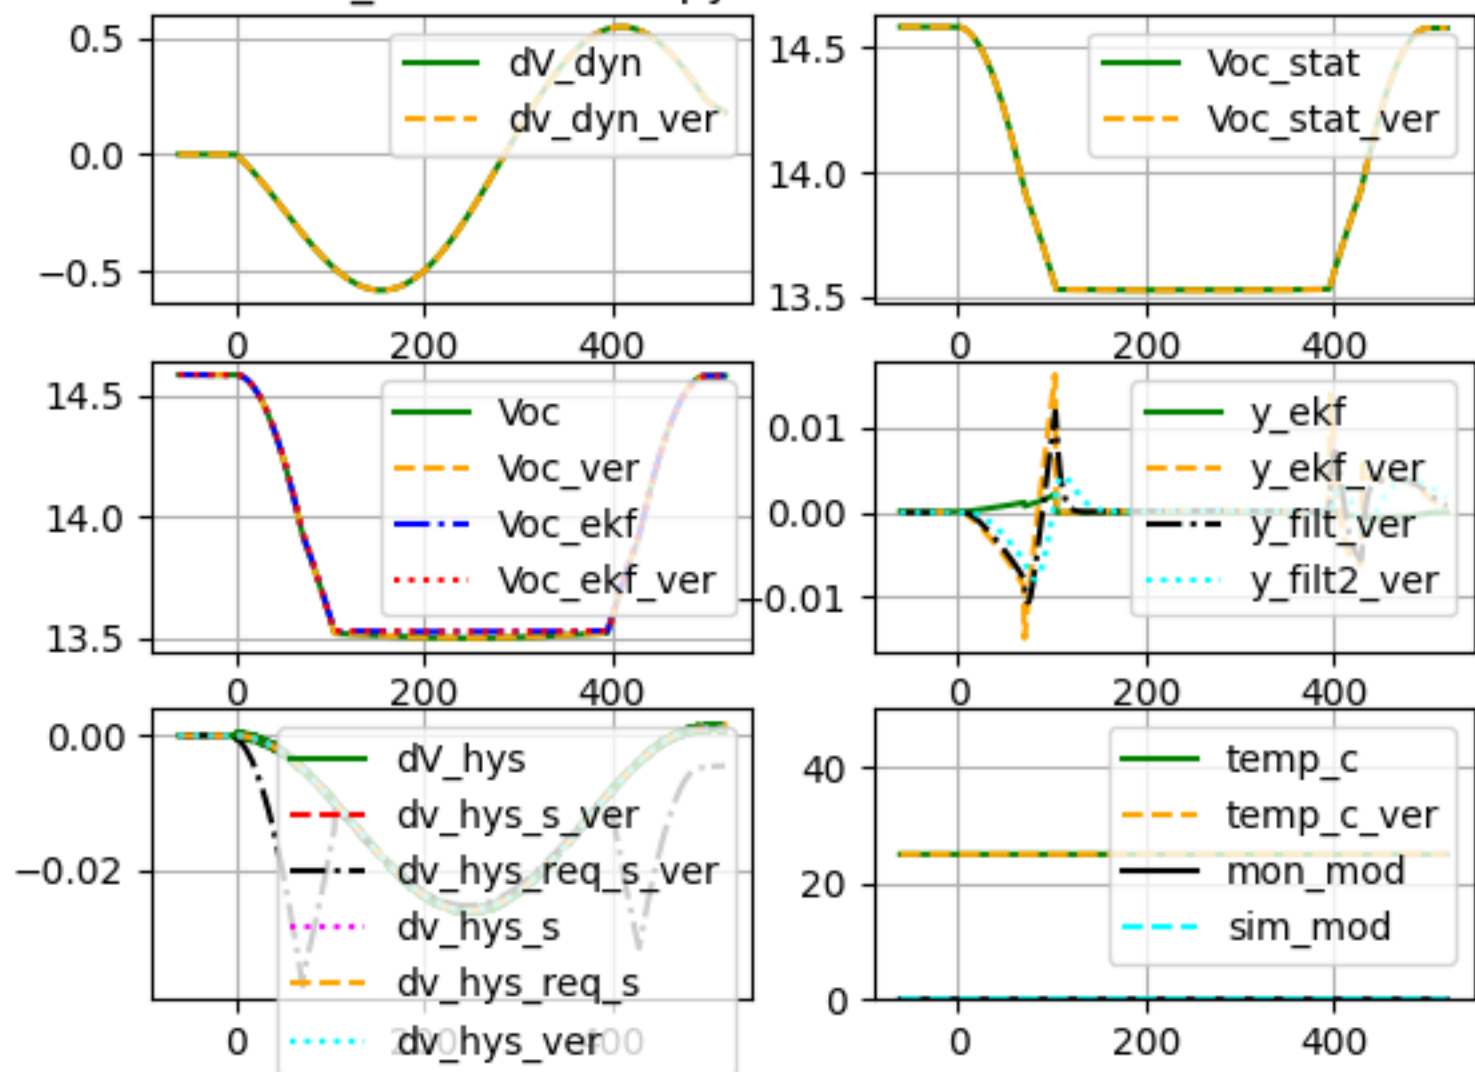 0.5
0.0
−0.5
dV_dyn
dv_dyn_ver
0
200
400
14.5
14.0
13.5
Voc_stat
Voc_stat_ver
0
200
400
14.5
14.0
13.5
Voc
Voc_ver
Voc_ekf
Voc_ekf_ver
0
200
400
0.01
0.00
−0.01
y_ekf
y_ekf_ver
y_filt_ver
y_filt2_ver
0
200
400
0.00
−0.02
dV_hys
dv_hys_s_ver
dv_hys_req_s_ver
dv_hys_s
dv_hys_req_s
dv_hys_ver
0
200
400
40
20
0
temp_c
temp_c_ver
mon_mod
sim_mod
0
200
400